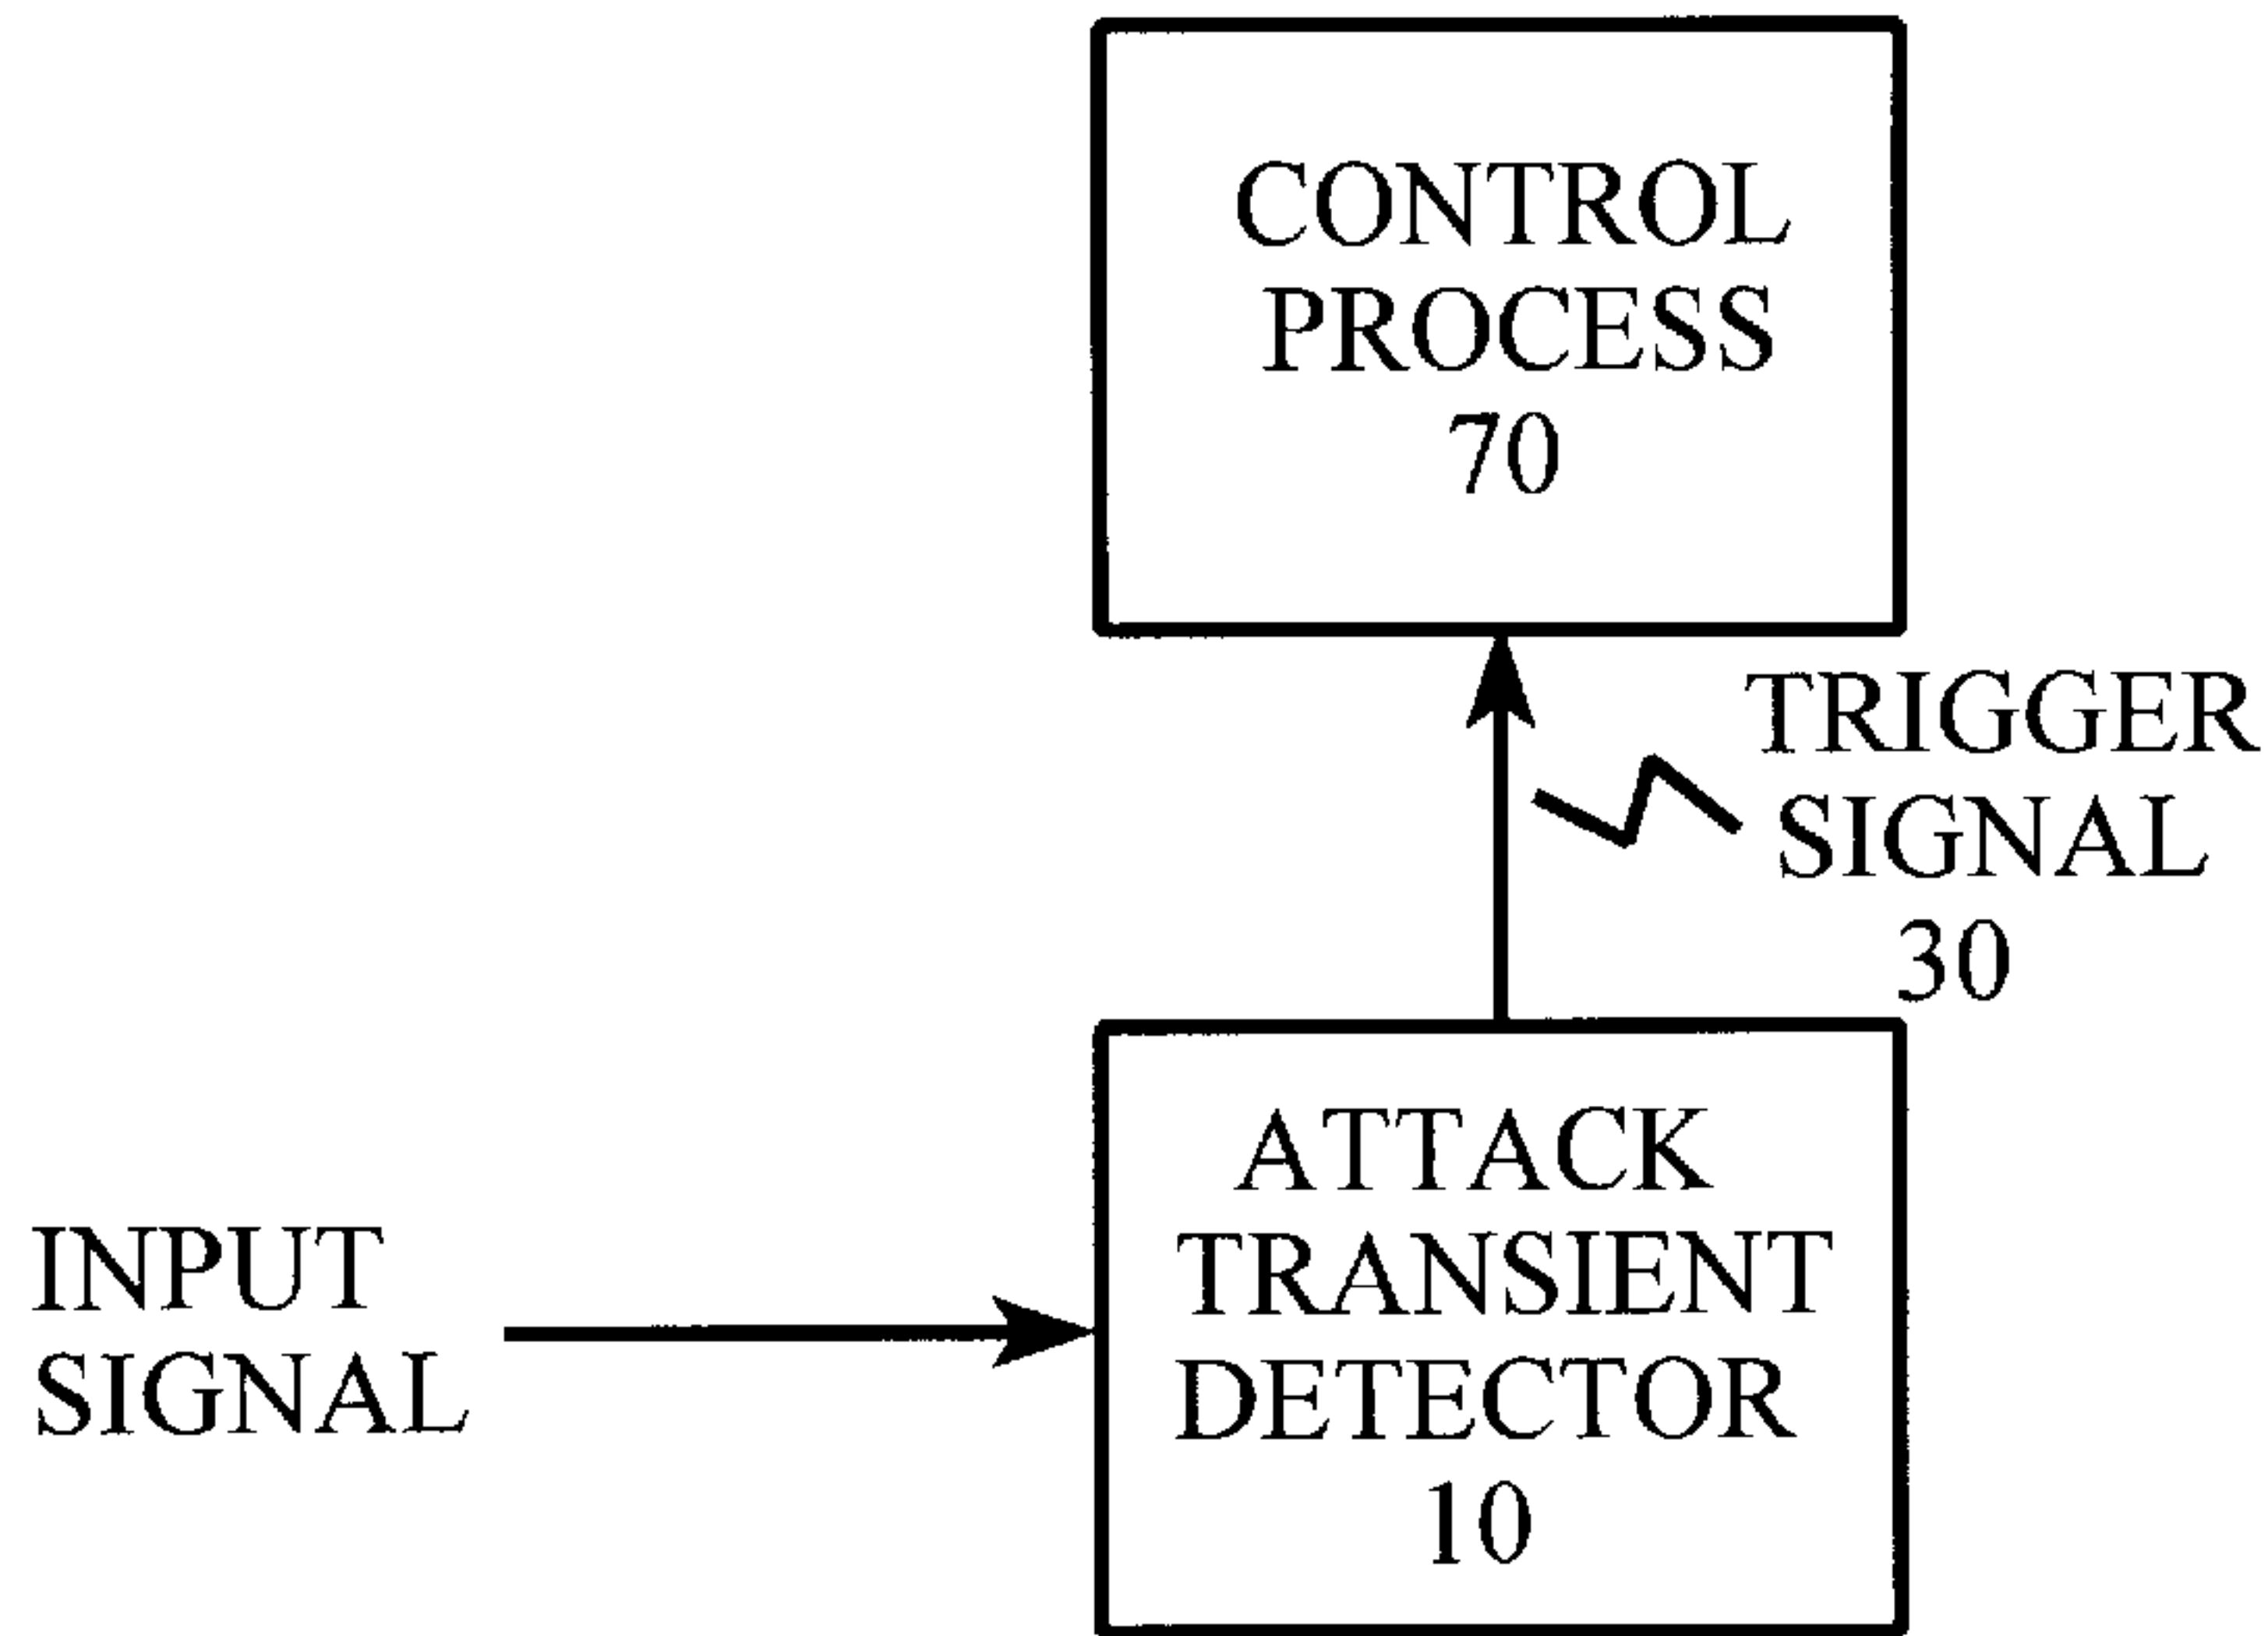 CONTROL
PROCESS
70
TRIGGER
SIGNAL
30
ATTACK
TRANSIENT
DETECTOR
10
INPUT
SIGNAL